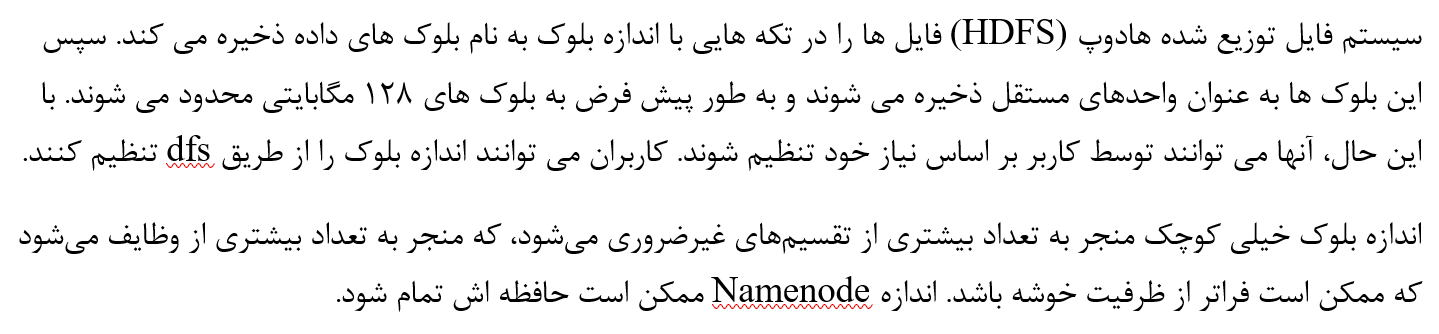 سیستم فایل توزیع شده هادوپ (HDFS) فایل ها را در تکه هایی با اندازه بلوک به نام بلوک های داده ذخیره می کند. سپس
این بلوک ها به عنوان واحدهای مستقل ذخیره می شوند و به طور پیش فرض به بلوک های ۱۲۸ مگابایتی محدود می شوند. با
این حال، آنها می توانند توسط کاربر بر اساس نیاز خود تنظیم شوند. کاربران می توانند اندازه بلوک را از طریق dfs تنظیم کنند.
اندازه بلوک خیلی کوچک منجر به تعداد بیشتری از تقسیم‌های غیرضروری می‌شود، که منجر به تعداد بیشتری از وظایف می‌شود
که ممکن است فراتر از ظرفیت خوشه باشد. اندازه Namenode ممکن است حافظه اش تمام شود.